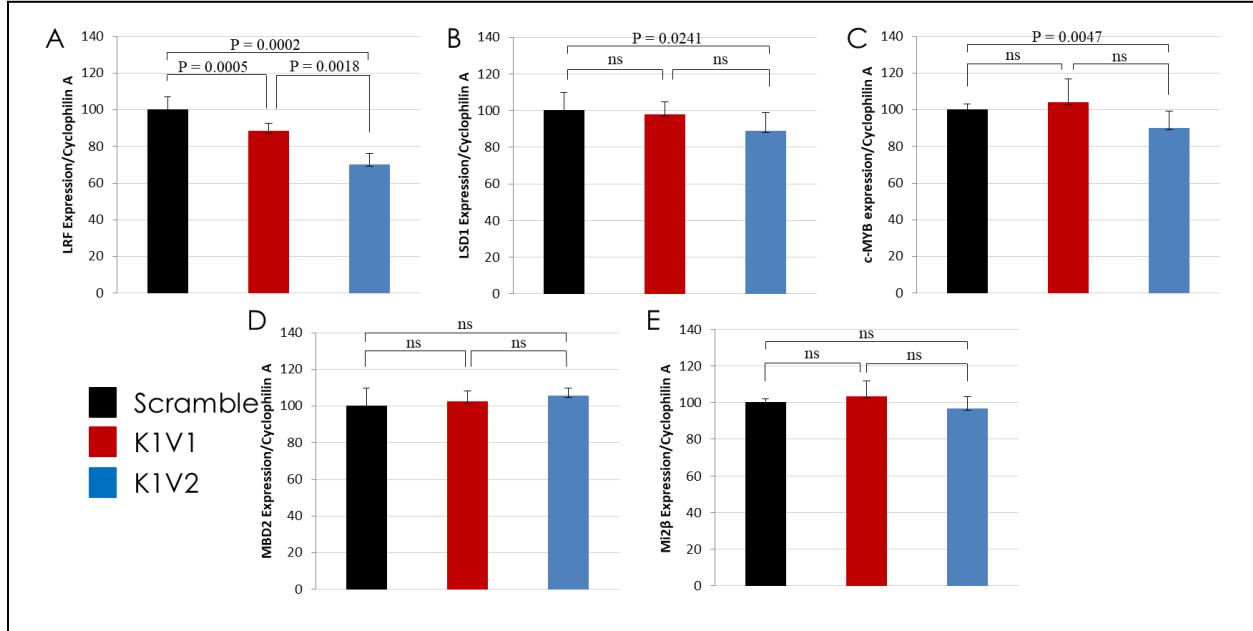 A
140
120
100
80
60
40
20
0
LRF Expression/Cyclophilin A
P = 0.0002
P = 0.0005
P = 0.0018
B
140
120
100
80
60
40
20
0
LSD1 Expression/Cyclophilin A
P = 0.0241
ns
ns
C
140
120
100
80
60
40
20
0
c-MYB expression/Cyclophilin A
P = 0.0047
ns
ns
Scramble
K1V1
K1V2
D
140
120
100
80
60
40
20
0
MBD2 Expression/Cyclophilin A
ns
ns
ns
E
140
120
100
80
60
40
20
0
Mi2β Expression/Cyclophilin A
ns
ns
ns